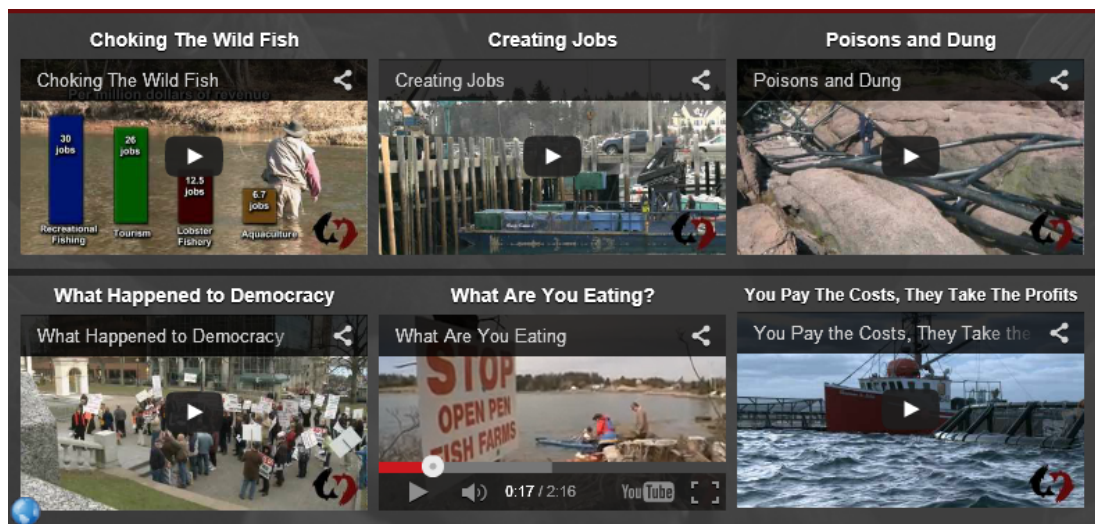 Choking The Wild Fish
Creating Jobs
Poisons and Dung
Choking The Wild Fish
Creating Jobs
Poisons and Dung
Per million dollars of revenue
30
jobs
26
jobs
12.5
jobs
6.7
jobs
Recreational
Fishing
Tourism
Lobster
Fishery
Aquaculture
What Happened to Democracy
What Are You Eating?
You Pay The Costs, They Take The Profits
What Happened to Democracy
What Are You Eating
You Pay the Costs, They Take the
STOP
OPEN PEN
FISH FARMS
0:17 / 2:16
YouTube